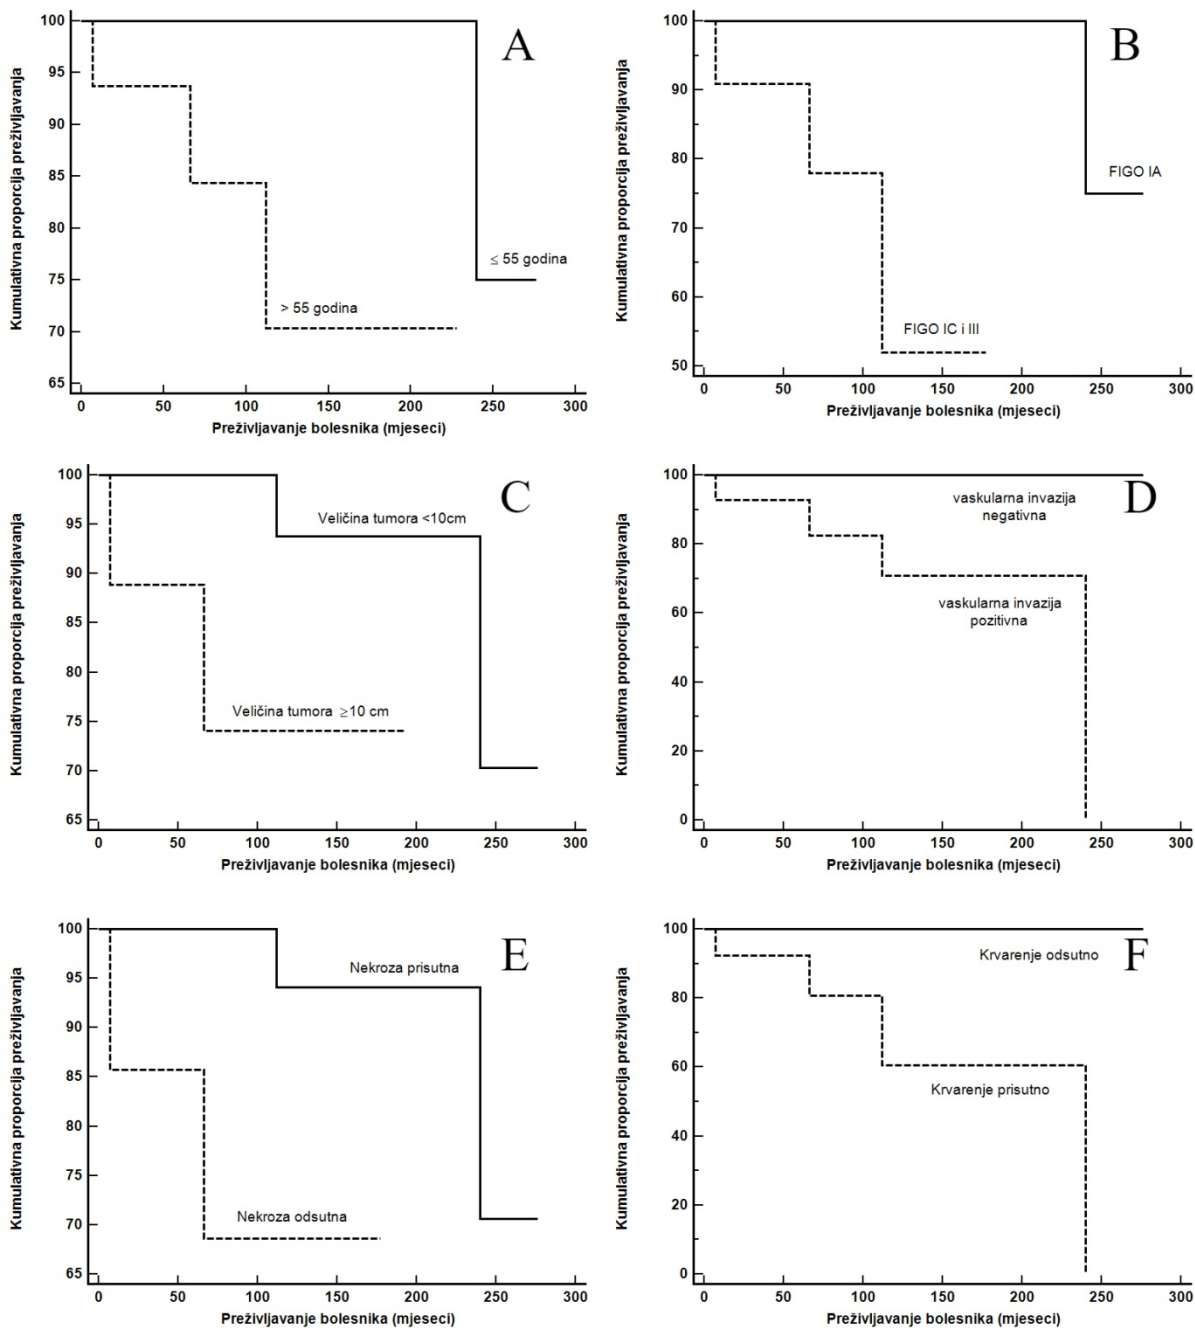 A
Kumulativna proporcija preživljavanja
100
95
90
85
80
75
70
65
≤ 55 godina
> 55 godina
0 50 100 150 200 250 300
Preživljavanje bolesnika (mjeseci)
B
Kumulativna proporcija preživljavanja
100
90
80
70
60
50
FIGO IA
FIGO IC i III
0 50 100 150 200 250 300
Preživljavanje bolesnika (mjeseci)
C
Kumulativna proporcija preživljavanja
100
95
90
85
80
75
70
65
Veličina tumora <10cm
Veličina tumora ≥10 cm
0 50 100 150 200 250 300
Preživljavanje bolesnika (mjeseci)
D
Kumulativna proporcija preživljavanja
100
80
60
40
20
0
vaskularna invazija
negativna
vaskularna invazija
pozitivna
0 50 100 150 200 250 300
Preživljavanje bolesnika (mjeseci)
E
Kumulativna proporcija preživljavanja
100
95
90
85
80
75
70
65
Nekroza prisutna
Nekroza odsutna
0 50 100 150 200 250 300
Preživljavanje bolesnika (mjeseci)
F
Kumulativna proporcija preživljavanja
100
80
60
40
20
0
Krvarenje odsutno
Krvarenje prisutno
0 50 100 150 200 250 300
Preživljavanje bolesnika (mjeseci)